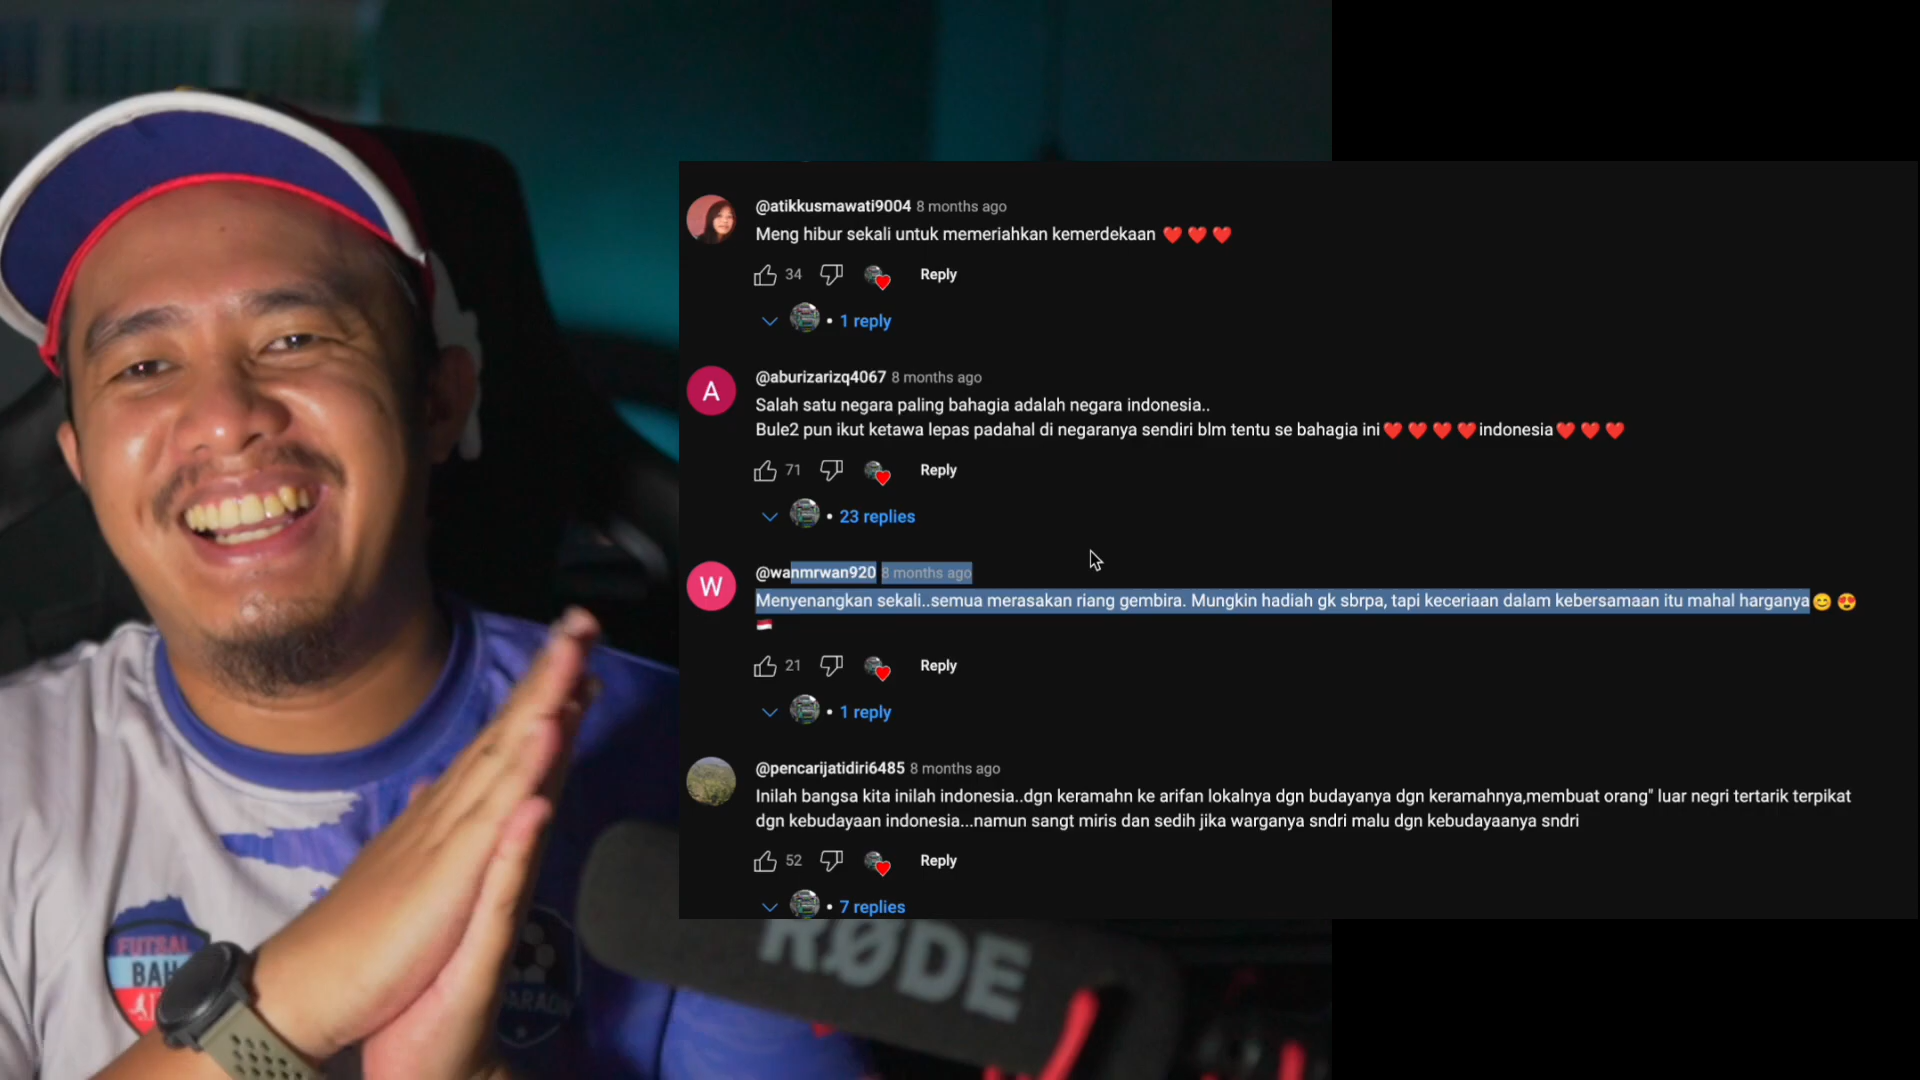 @atikkusmawati9004 8 months ago
Meng hibur sekali untuk memeriahkan kemerdekaan ❤️ ❤️ ❤️
34 Reply
• 1 reply
A
@aburizarizq4067 8 months ago
Salah satu negara paling bahagia adalah negara indonesia..
Bule2 pun ikut ketawa lepas padahal di negaranya sendiri blm tentu se bahagia ini❤️ ❤️ ❤️ ❤️indonesia❤️ ❤️ ❤️
71 Reply
• 23 replies
W
@wanmrwan920 8 months ago
Menyenangkan sekali..semua merasakan riang gembira. Mungkin hadiah gk sbrpa, tapi keceriaan dalam kebersamaan itu mahal harganya😊 😍
🇮🇩
21 Reply
• 1 reply
@pencarijatidiri6485 8 months ago
Inilah bangsa kita inilah indonesia..dgn keramahn ke arifan lokalnya dgn budayanya dgn keramahnya,membuat orang" luar negri tertarik terpikat
dgn kebudayaan indonesia...namun sangt miris dan sedih jika warganya sndri malu dgn kebudayaanya sndri
52 Reply
• 7 replies
RØDE
FUTSAL
BAH